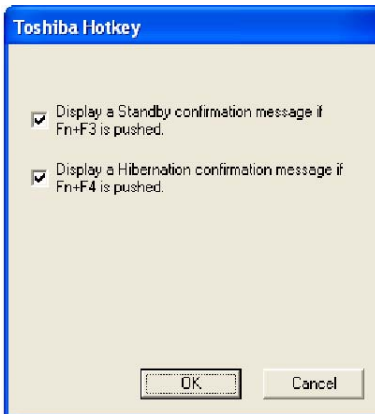 Toshiba Hotkey
Display a Standby confirmation message if
Fn+F3 is pushed.
Display a Hibernation confirmation message if
Fn+F4 is pushed.
OK
Cancel